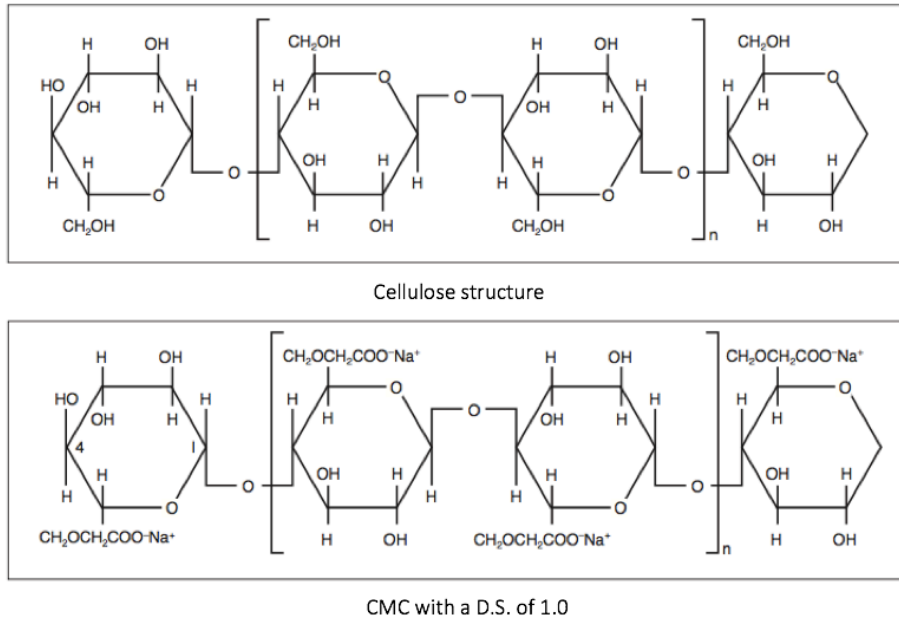 H OH CH₂OH H OH CH₂OH
HO H H O O H H O
OH H H OH H H
H OH H H OH H
H O O H H O O H
CH₂OH H OH CH₂OH n H OH
Cellulose structure
H OH CH₂OCH₂COO⁻Na⁺ H OH CH₂OCH₂COO⁻Na⁺
HO H H O O H H O
OH H H OH H H
4 I
H OH H H OH H
H O O H H O O H
CH₂OCH₂COO⁻Na⁺ H OH CH₂OCH₂COO⁻Na⁺ n H OH
CMC with a D.S. of 1.0